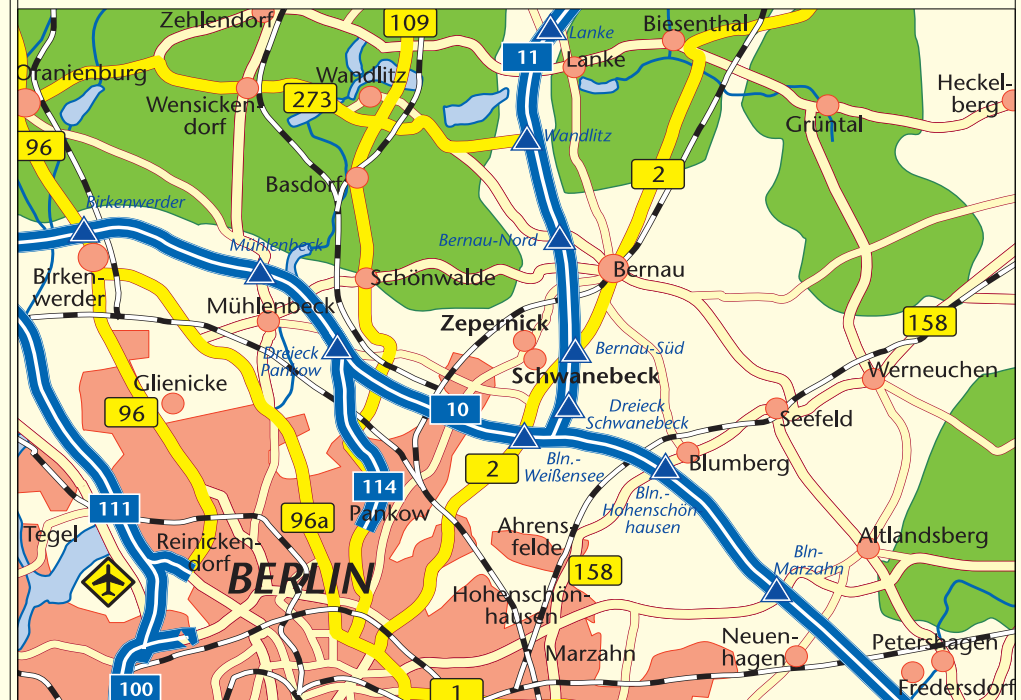 Zehlendorf
109
Lanke
Biesenthal
11
Lanke
Oranienburg
Wandlitz
Heckel-
berg
Wensicken-
dorf
273
Grüntal
96
Wandlitz
2
Basdorf
Birkenwerder
Mühlenbeck
Bernau-Nord
Birken-
werder
Schönwalde
Bernau
Mühlenbeck
Zepernick
158
Dreieck
Pankow
Bernau-Süd
Schwanebeck
Werneuchen
Glienicke
96
10
Dreieck
Schwanebeck
Seefeld
2
Bln.-
Weißensee
Blumberg
114
Bln.-
Hohenschön
hausen
111
Pankow
96a
Tegel
Reinicken-
dorf
Ahrens-
felde
Altlandsberg
BERLIN
158
Bln-
Marzahn
Hohenschön-
hausen
Marzahn
Neuen-
hagen
Petershagen
100
1
Fredersdorf